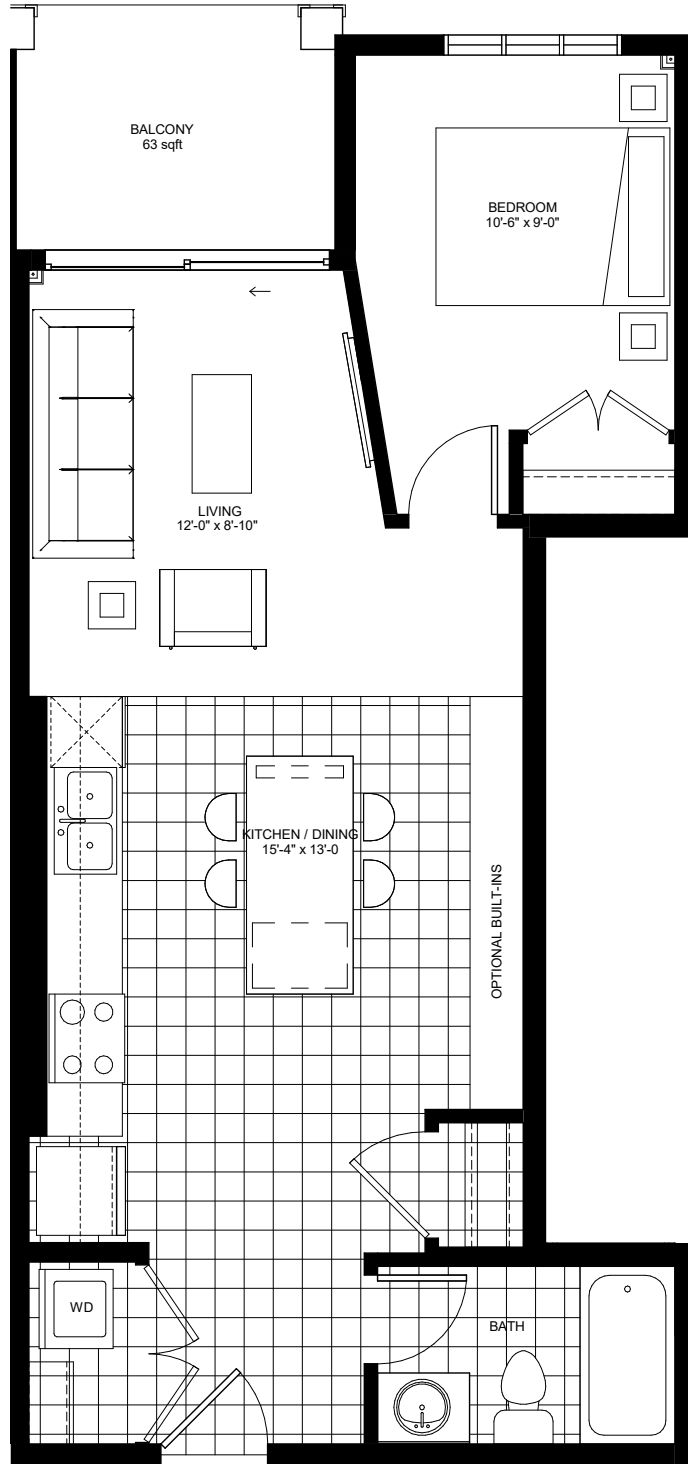 BALCONY
63 sqft
BEDROOM
10'-6" x 9'-0"
LIVING
12'-0" x 8'-10"
KITCHEN / DINING
15'-4" x 13'-0
OPTIONAL BUILT-INS
WD
BATH